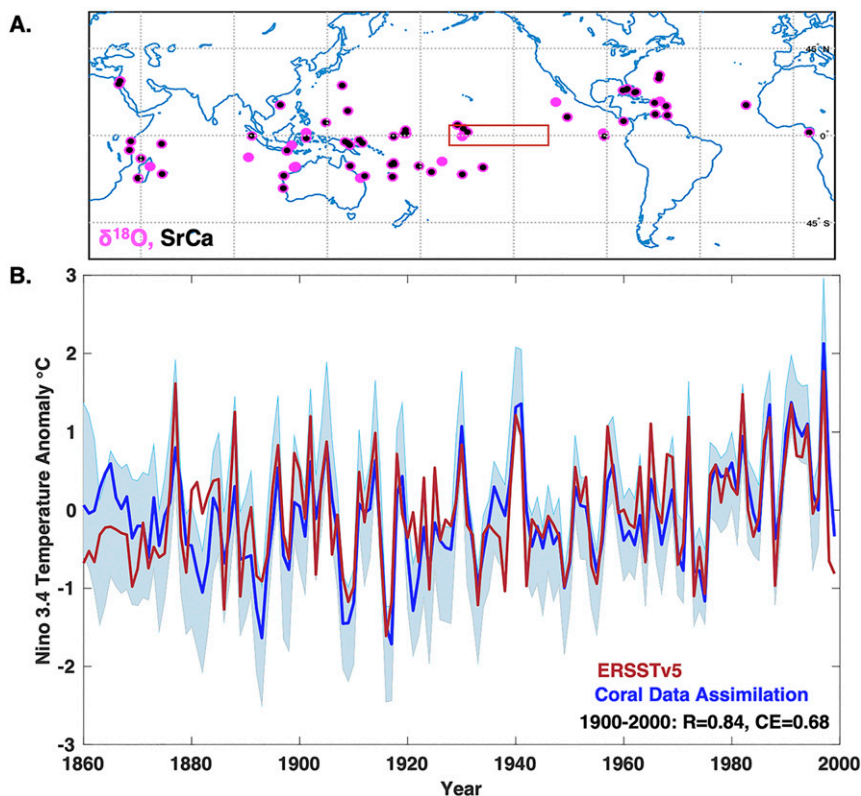 A.
45° N
0°
45° S
δ¹⁸O, SrCa
B.
3
2
1
0
-1
-2
-3
Nino 3.4 Temperature Anomaly °C
ERSSTv5
Coral Data Assimilation
1900-2000: R=0.84, CE=0.68
1860 1880 1900 1920 1940 1960 1980 2000
Year